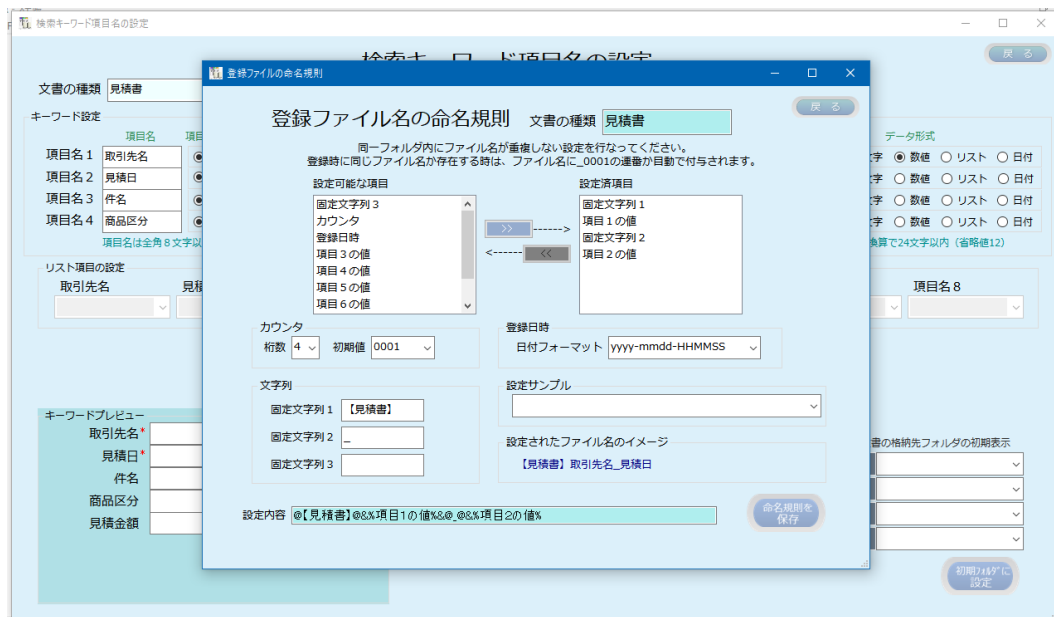 検索キーワード項目名の設定
検索キーワード項目名の設定
戻 る
文書の種類 見積書
キーワード設定
項目名
データ形式
項目名１ 取引先名
数値 リスト 日付
項目名２ 見積日
数値 リスト 日付
項目名３ 件名
数値 リスト 日付
項目名４ 商品区分
数値 リスト 日付
項目名は全角８文字以
換算で24文字以内（省略値12）
リスト項目の設定
取引先名
項目名８
キーワードプレビュー
取引先名*
見積日*
件名
商品区分
見積金額
書の格納先フォルダの初期表示
初期フォルダに
設定
登録ファイルの命名規則
登録ファイル名の命名規則 文書の種類 見積書
戻 る
同一フォルダ内にファイル名が重複しない設定を行なってください。
登録時に同じファイル名が存在する時は、ファイル名に_0001の連番が自動で付与されます。
設定可能な項目
固定文字列３
カウンタ
登録日時
項目３の値
項目４の値
項目５の値
項目６の値
>> ------>
<------ <<
設定済項目
固定文字列１
項目１の値
固定文字列２
項目２の値
カウンタ
桁数 4 初期値 0001
登録日時
日付フォーマット yyyy-mmdd-HHMMSS
文字列
固定文字列１ 【見積書】
固定文字列２ _
固定文字列３
設定サンプル
設定されたファイル名のイメージ
【見積書】取引先名_見積日
設定内容 @【見積書】@&%項目1の値%&@_@&%項目2の値%
命名規則を
保存